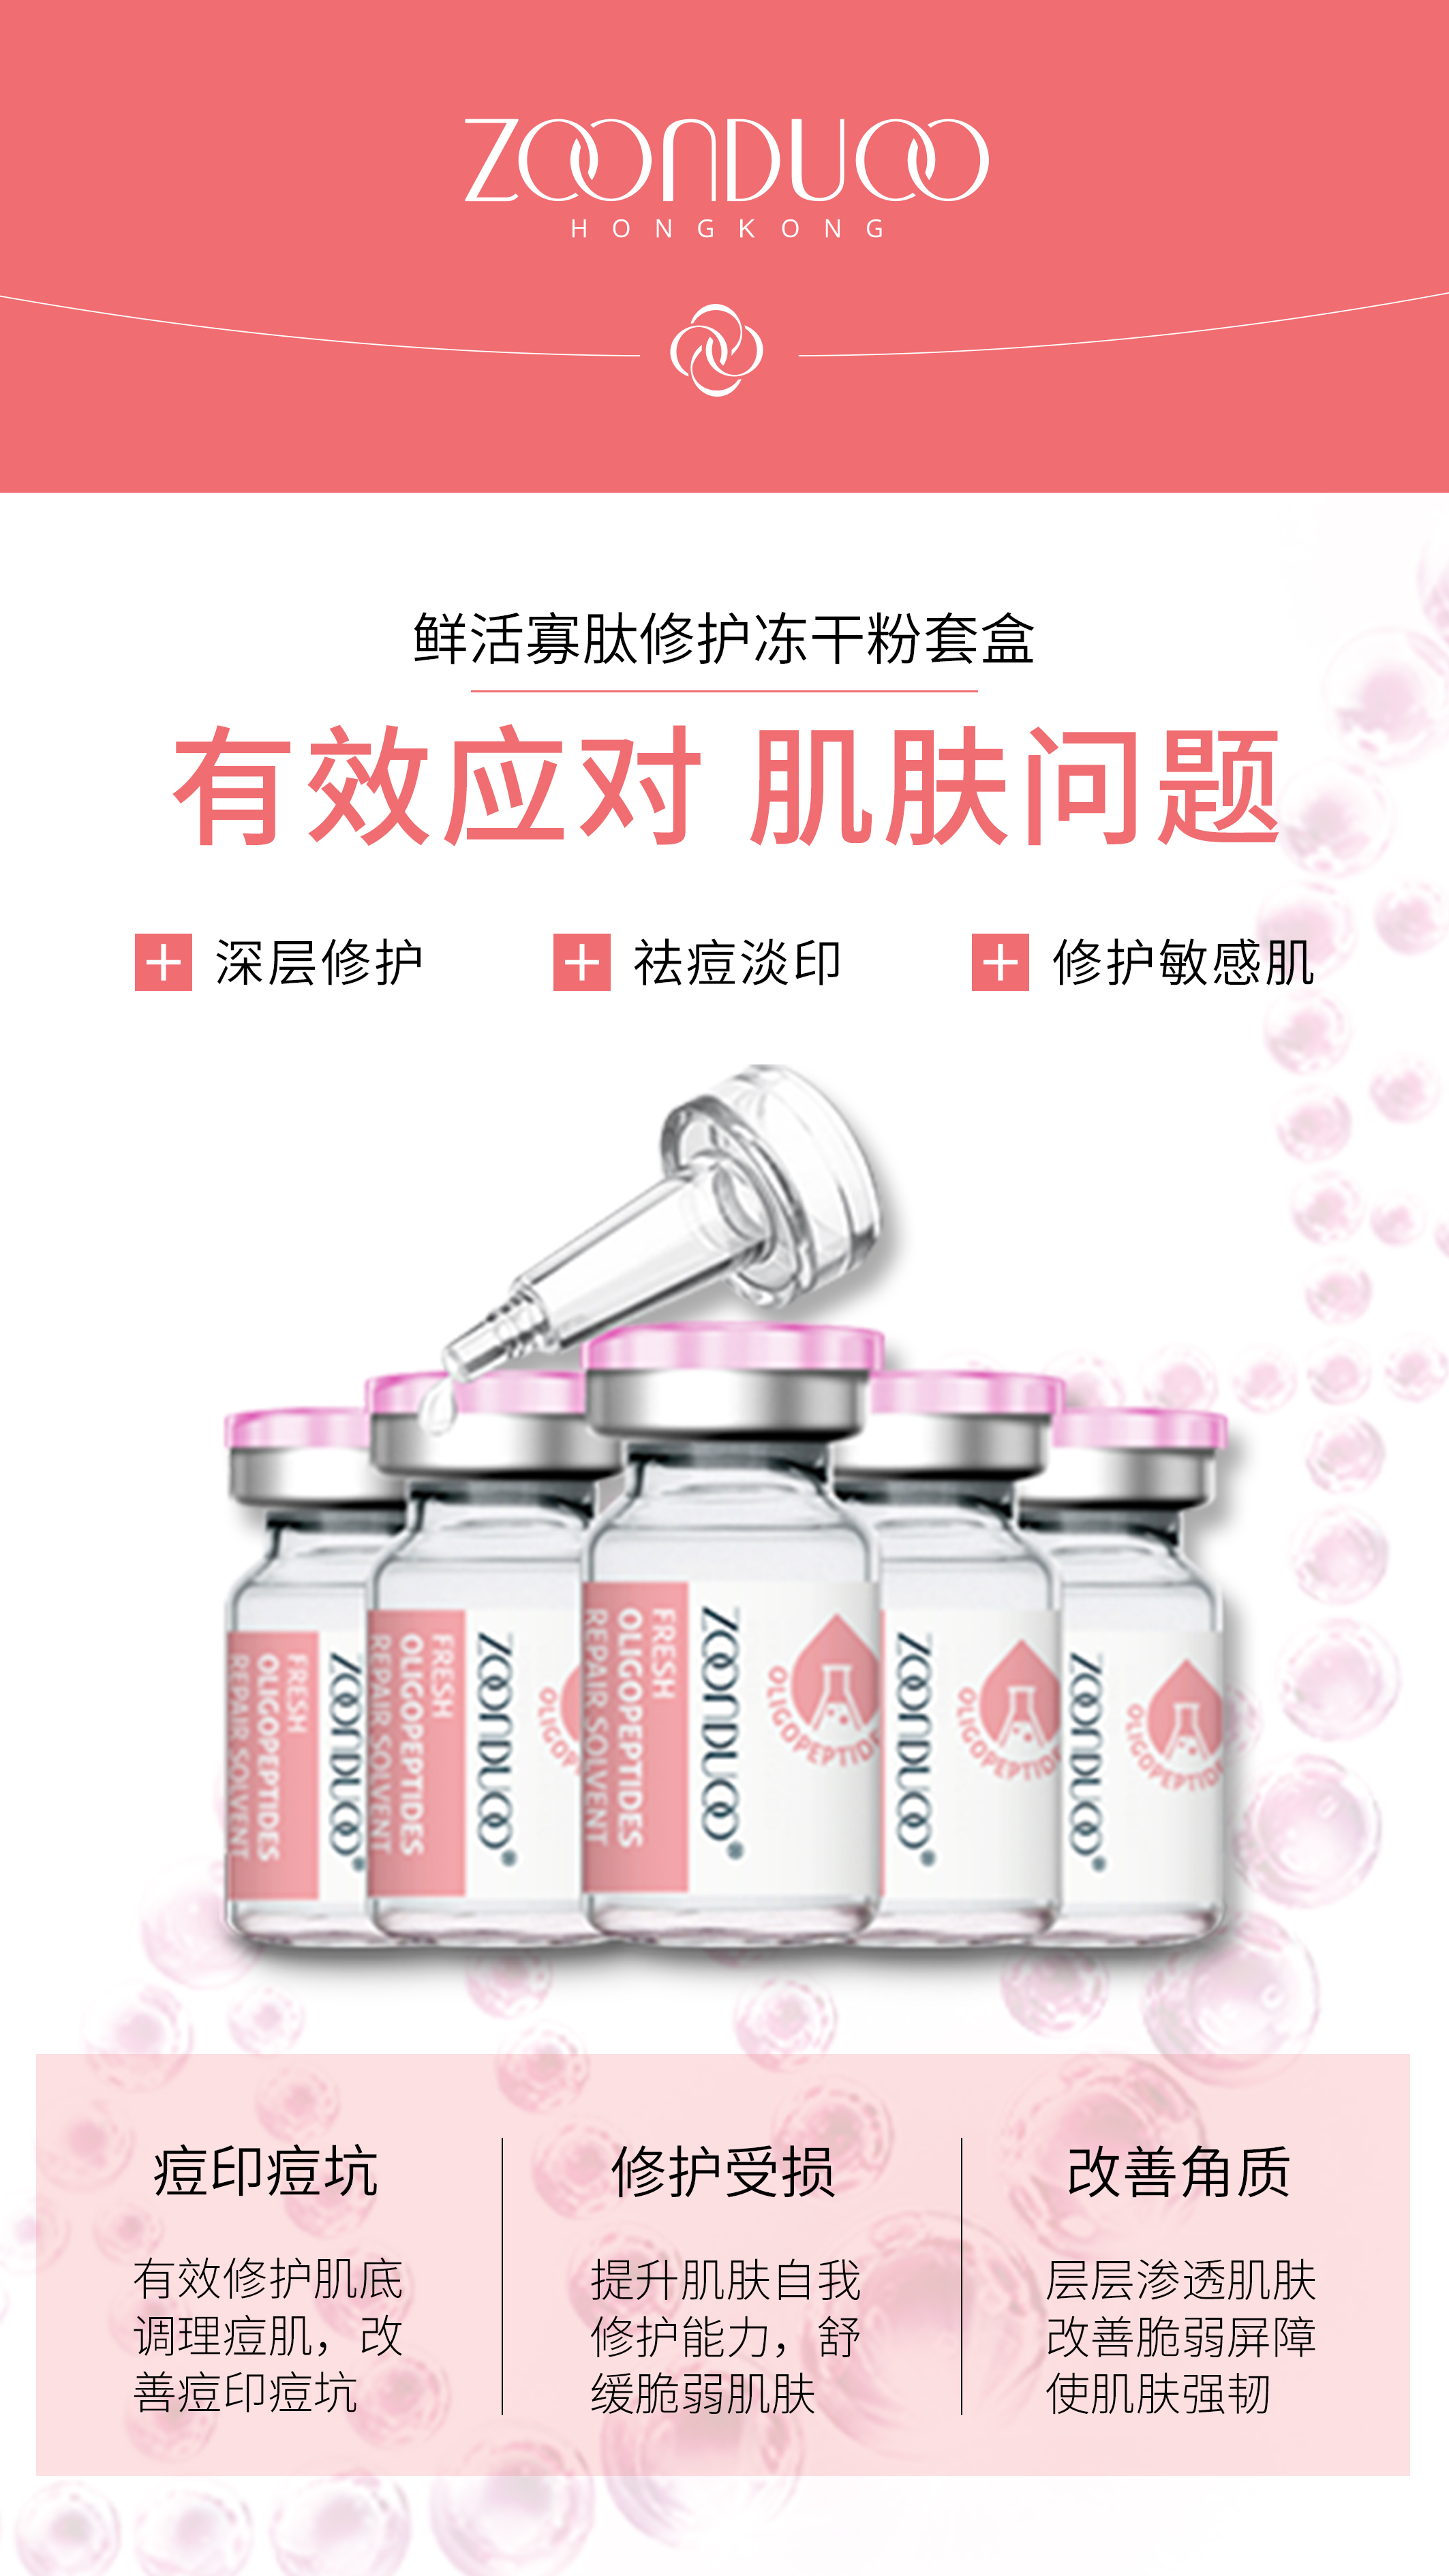 ZOONDUOO
HONGKONG
鲜活寡肽修护冻干粉套盒
有效应对 肌肤问题
深层修护
祛痘淡印
修护敏感肌
FRESH
OLIGOPEPTIDES
REPAIR SOLVENT
ZOONDUOO
FRESH
OLIGOPEPTIDES
REPAIR SOLVENT
ZOONDUOO
OLIGOP
FRESH
OLIGOPEPTIDES
REPAIR SOLVENT
ZOONDUOO
OLIGOPEPTIDE
ZOONDUOO
OLIGOPEPTIDE
ZOONDUOO
OLIGOPEPTIDE
痘印痘坑
有效修护肌底
调理痘肌，改
善痘印痘坑
修护受损
提升肌肤自我
修护能力，舒
缓脆弱肌肤
改善角质
层层渗透肌肤
改善脆弱屏障
使肌肤强韧